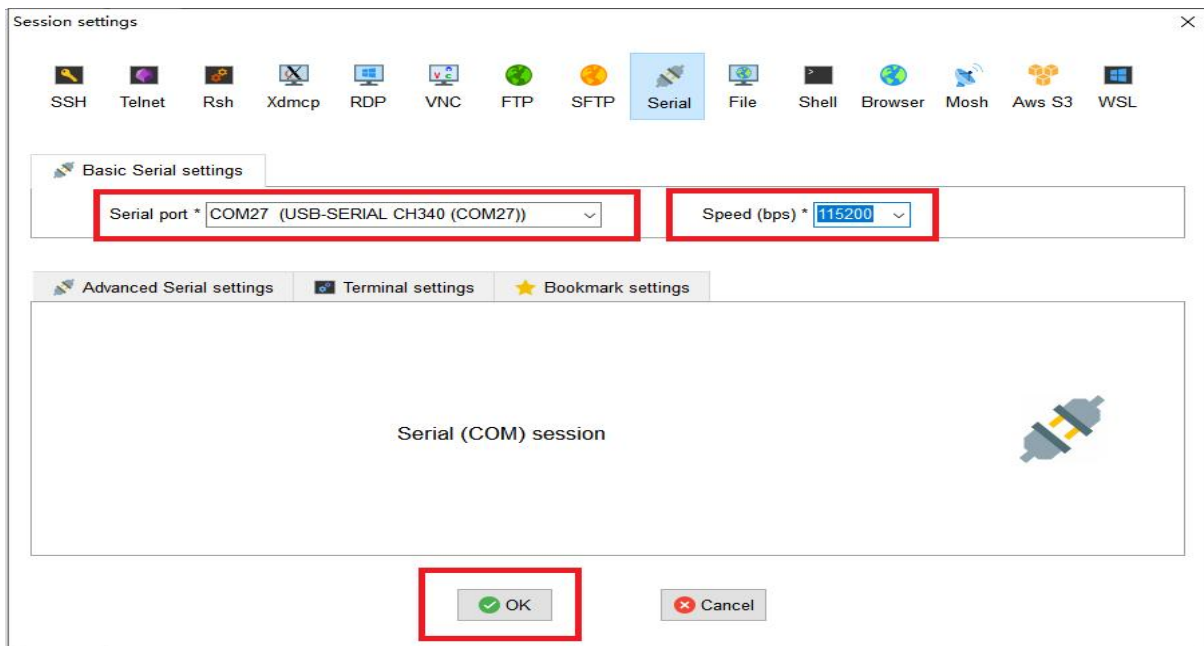 Session settings
SSH Telnet Rsh Xdmcp RDP VNC FTP SFTP Serial File Shell Browser Mosh Aws S3 WSL
Basic Serial settings
Serial port * COM27 (USB-SERIAL CH340 (COM27)) Speed (bps) * 115200
Advanced Serial settings Terminal settings Bookmark settings
Serial (COM) session
OK Cancel